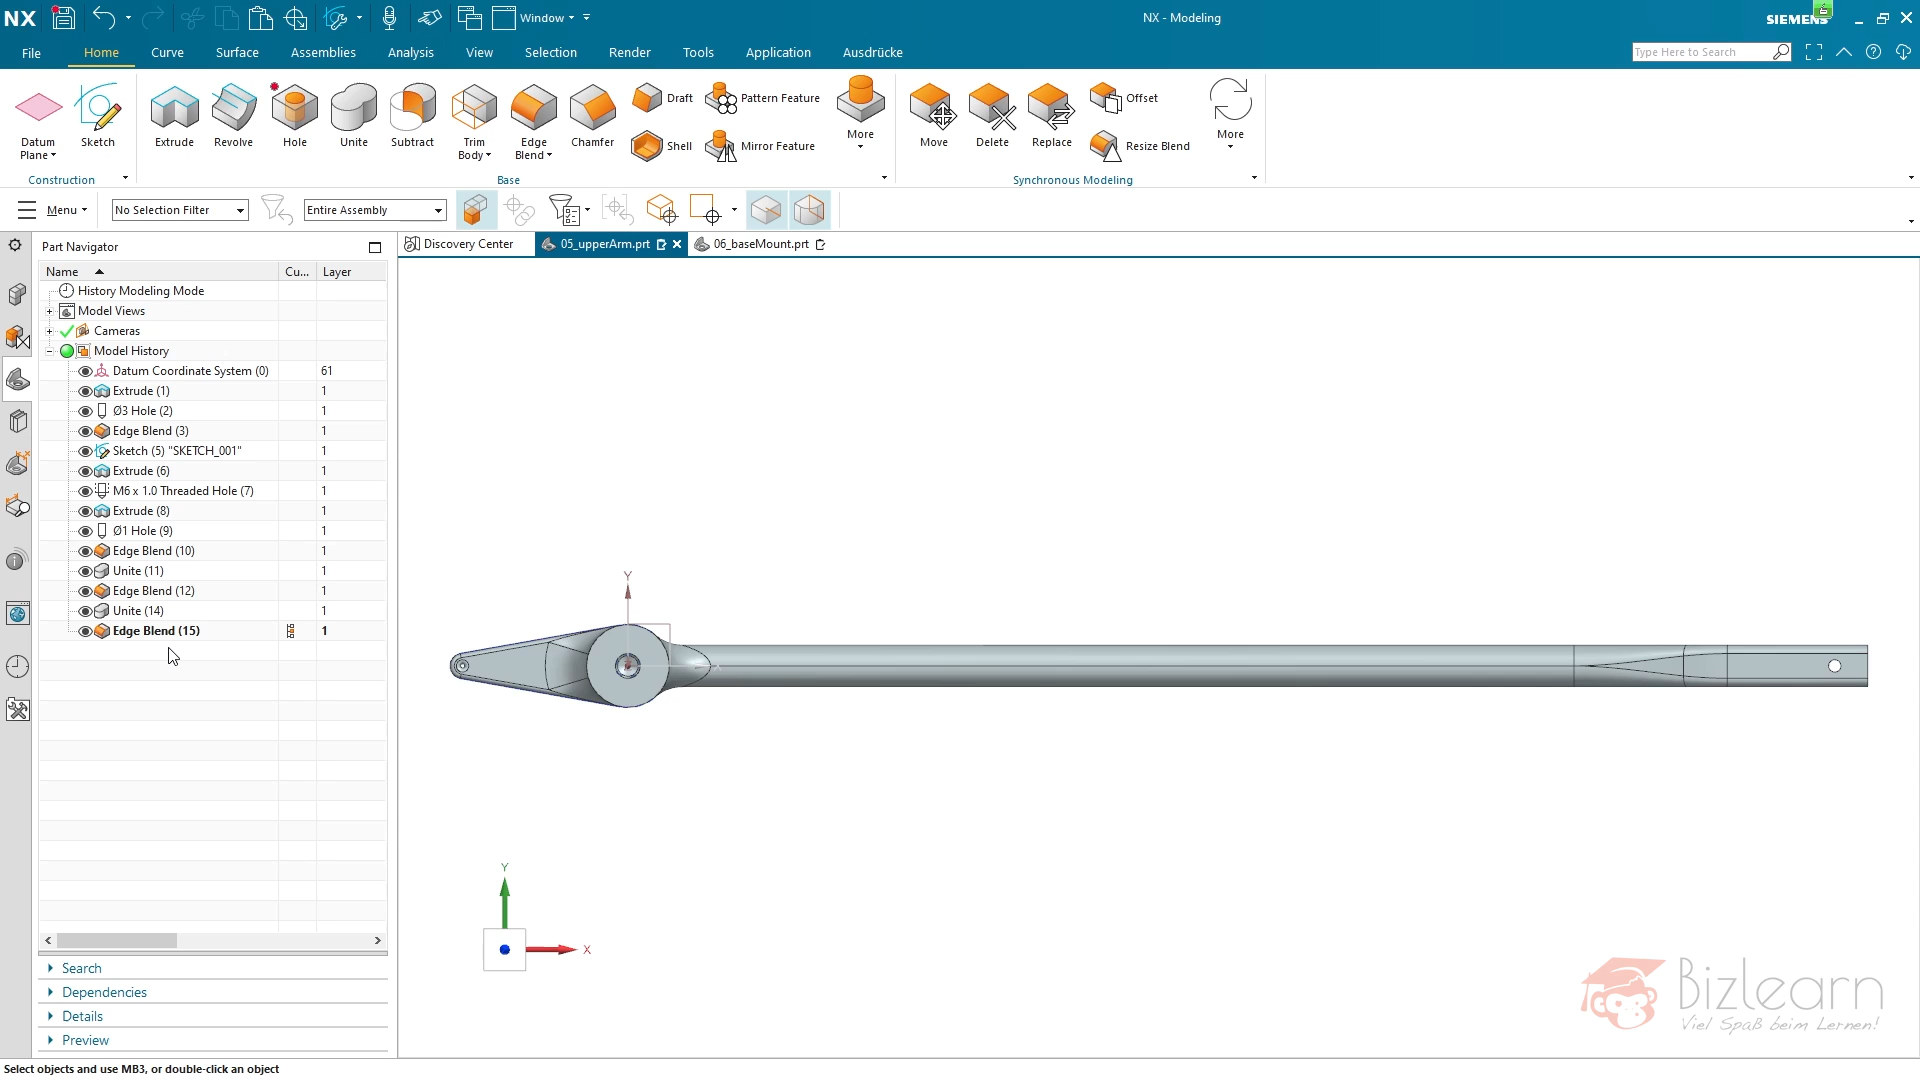 NX
Window
NX - Modeling
SIEMENS
File
Home
Curve
Surface
Assemblies
Analysis
View
Selection
Render
Tools
Application
Ausdrücke
Type Here to Search
Datum Plane
Sketch
Extrude
Revolve
Hole
Unite
Subtract
Trim Body
Edge Blend
Chamfer
Draft
Shell
Pattern Feature
Mirror Feature
More
Move
Delete
Replace
Offset
Resize Blend
More
Construction
Base
Synchronous Modeling
Menu
No Selection Filter
Entire Assembly
Part Navigator
Discovery Center
05_upperArm.prt
06_baseMount.prt
Name
Cu...
Layer
History Modeling Mode
Model Views
Cameras
Model History
Datum Coordinate System (0) 61
Extrude (1) 1
Ø3 Hole (2) 1
Edge Blend (3) 1
Sketch (5) "SKETCH_001" 1
Extrude (6) 1
M6 x 1.0 Threaded Hole (7) 1
Extrude (8) 1
Ø1 Hole (9) 1
Edge Blend (10) 1
Unite (11) 1
Edge Blend (12) 1
Unite (14) 1
Edge Blend (15) 1
Y
X
Y
X
Search
Dependencies
Details
Preview
Bizlearn
Viel Spaß beim Lernen!
Select objects and use MB3, or double-click an object